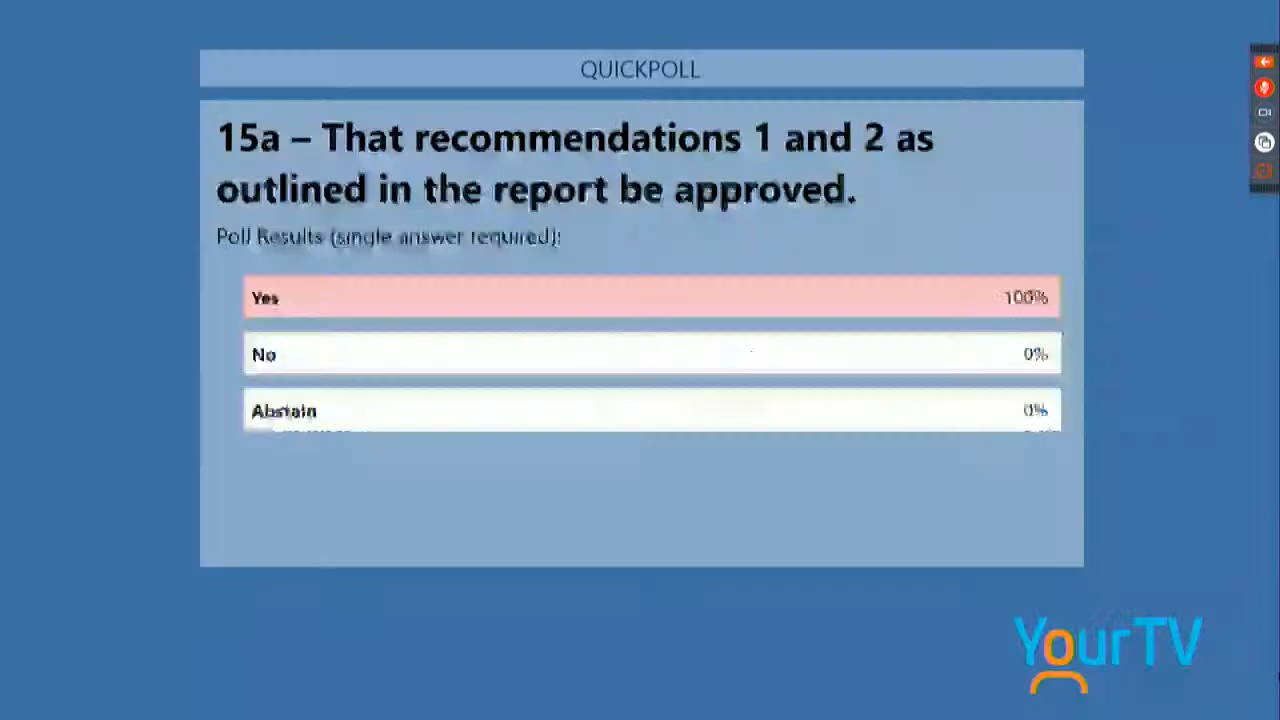 QUICKPOLL
15a – That recommendations 1 and 2 as
outlined in the report be approved.
Poll Results (single answer required):
Yes 100%
No 0%
Abstain 0%
YourTV